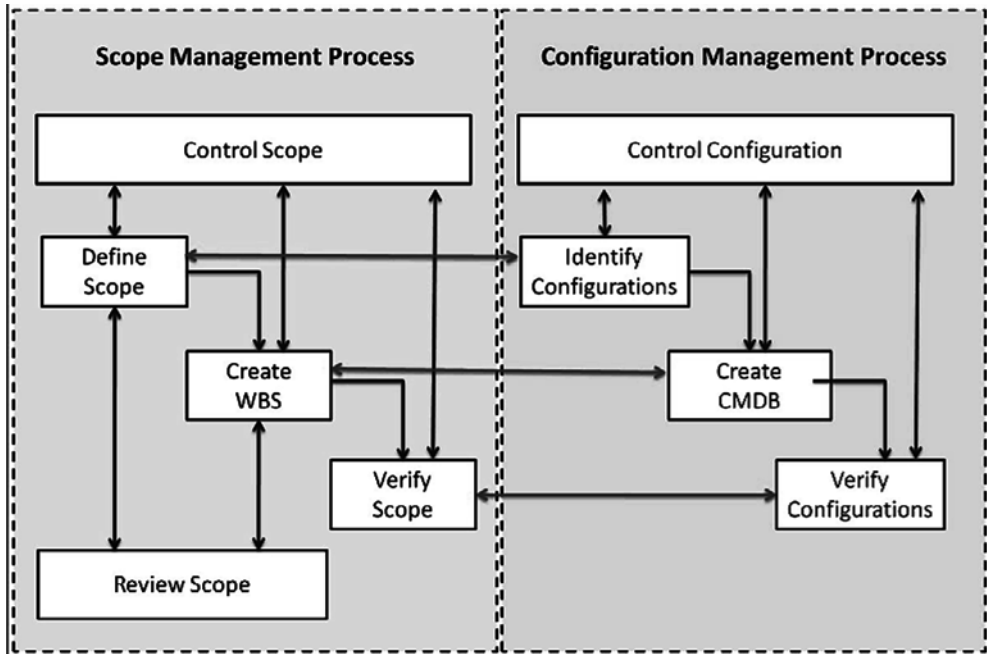 Scope Management Process
Control Scope
Define
Scope
Create
WBS
Verify
Scope
Review Scope
Configuration Management Process
Control Configuration
Identify
Configurations
Create
CMDB
Verify
Configurations